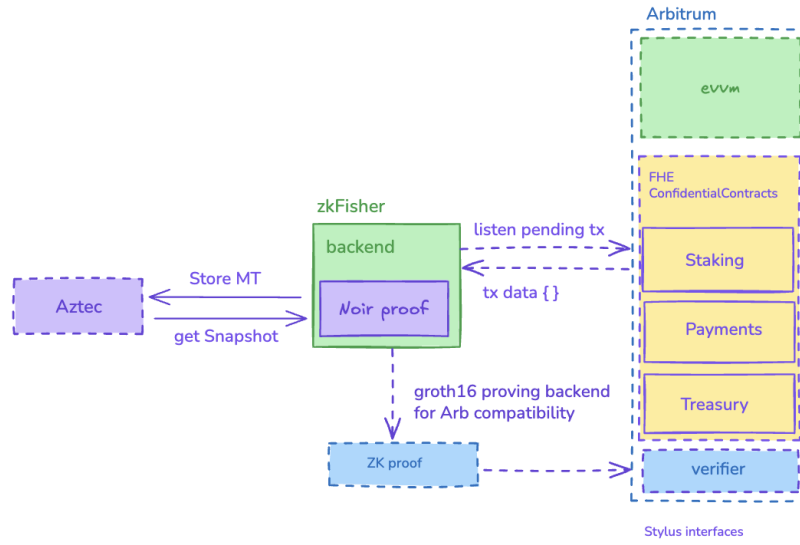 Arbitrum
evvm
FHE
ConfidentialContracts
zkFisher
backend
listen pending tx
Staking
Store MT
tx data { }
Aztec
Noir proof
Payments
get Snapshot
groth16 proving backend
for Arb compatibility
Treasury
ZK proof
verifier
Stylus interfaces